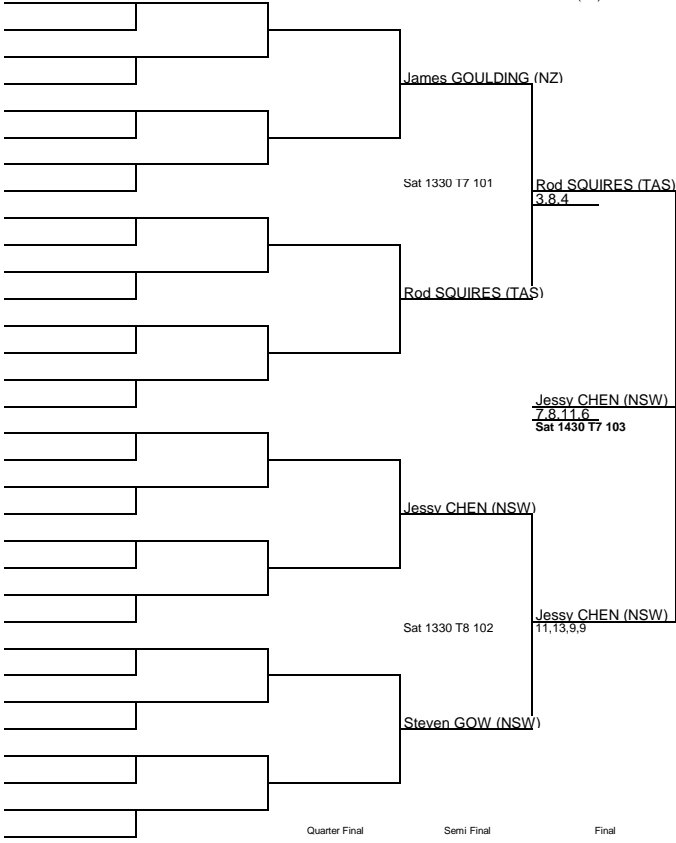 James GOULDING (NZ)
Sat 1330 T7 101
Rod SQUIRES (TAS)
3,8,4
Rod SQUIRES (TAS)
Jessy CHEN (NSW)
7,8,11,6
Sat 1430 T7 103
Jessy CHEN (NSW)
Jessy CHEN (NSW)
Sat 1330 T8 102
11,13,9,9
Steven GOW (NSW)
Quarter Final
Semi Final
Final